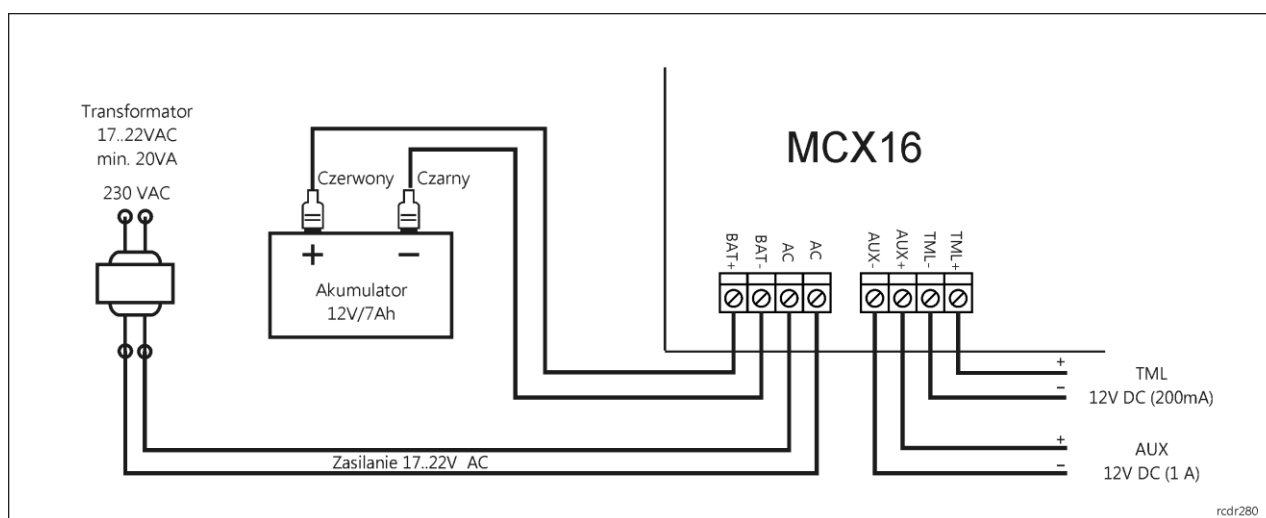 Transformator
17..22VAC
min. 20VA
230 VAC
Czerwony
Czarny
+
−
Akumulator
12V/7Ah
MCX16
BAT+
BAT-
AC
AC
AUX-
AUX+
TML-
TML+
+
−
TML
12V DC (200mA)
+
−
AUX
12V DC (1 A)
Zasilanie 17..22V AC
rcdr280